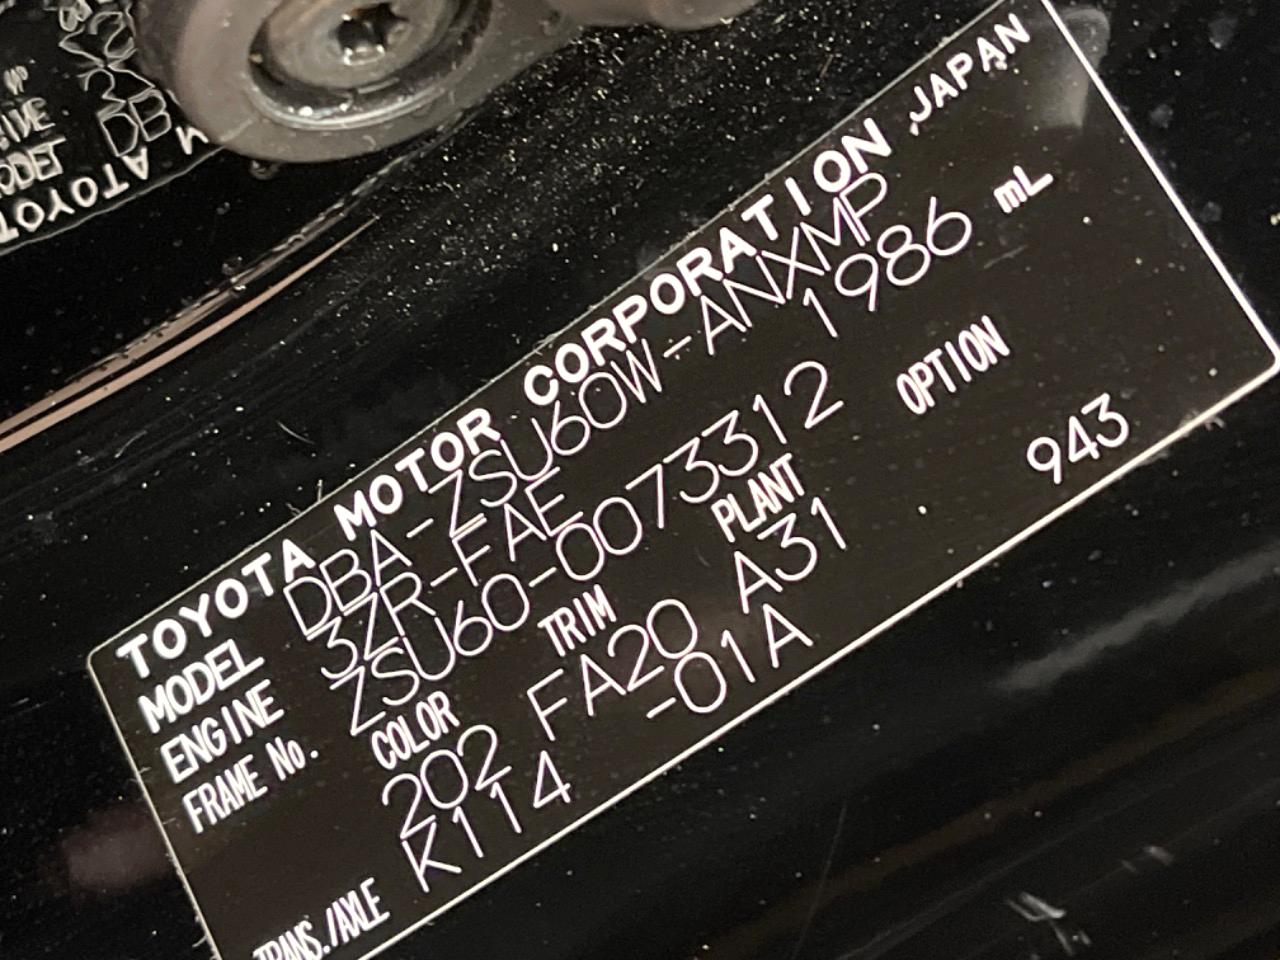 TOYOTA MOTOR CORPORATION JAPAN
MODEL DBA-ZSU60W-ANXMP
ENGINE 3ZR-FAE 1986 mL
FRAME No. ZSU60-0073312
COLOR TRIM PLANT OPTION
202 FA20 A31 943
TRANS./AXLE K114 -01A